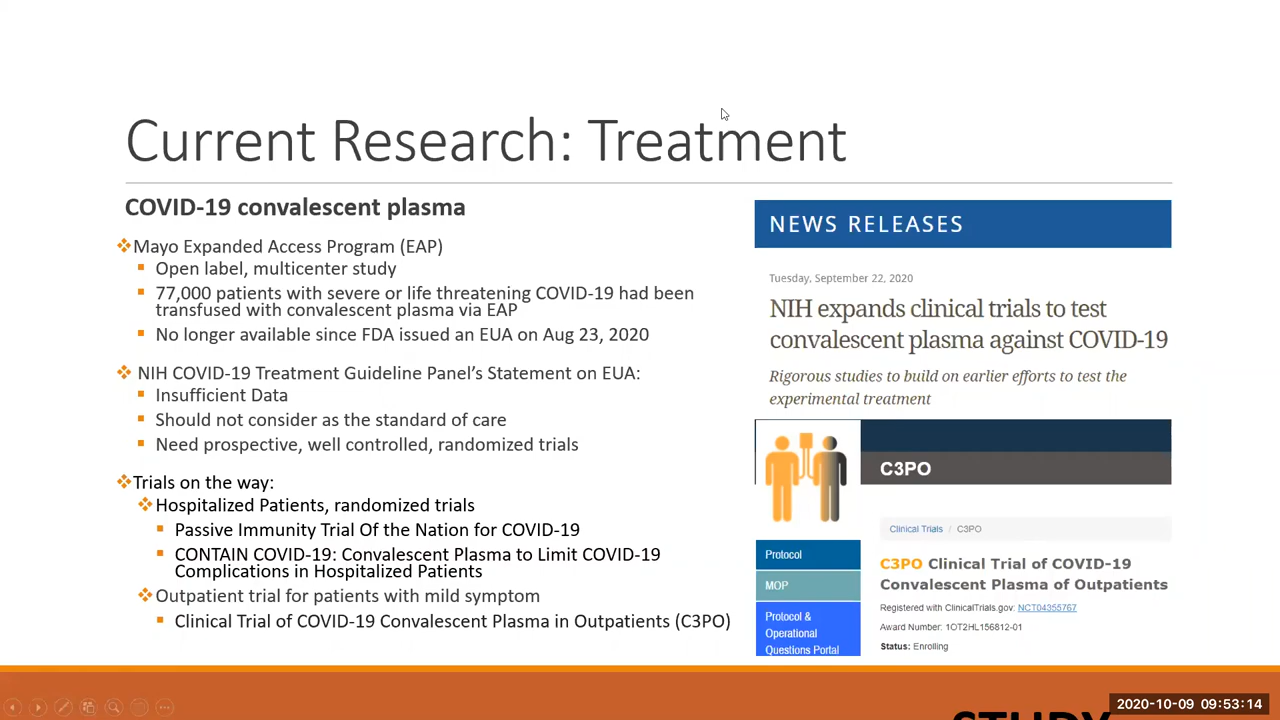 Current Research: Treatment
COVID-19 convalescent plasma
Mayo Expanded Access Program (EAP)
Open label, multicenter study
77,000 patients with severe or life threatening COVID-19 had been
transfused with convalescent plasma via EAP
No longer available since FDA issued an EUA on Aug 23, 2020
NIH COVID-19 Treatment Guideline Panel's Statement on EUA:
Insufficient Data
Should not consider as the standard of care
Need prospective, well controlled, randomized trials
Trials on the way:
Hospitalized Patients, randomized trials
Passive Immunity Trial Of the Nation for COVID-19
CONTAIN COVID-19: Convalescent Plasma to Limit COVID-19
Complications in Hospitalized Patients
Outpatient trial for patients with mild symptom
Clinical Trial of COVID-19 Convalescent Plasma in Outpatients (C3PO)
NEWS RELEASES
Tuesday, September 22, 2020
NIH expands clinical trials to test
convalescent plasma against COVID-19
Rigorous studies to build on earlier efforts to test the
experimental treatment
C3PO
Clinical Trials / C3PO
Protocol
MOP
Protocol &
Operational
Questions Portal
C3PO Clinical Trial of COVID-19
Convalescent Plasma of Outpatients
Registered with ClinicalTrials.gov: NCT04355767
Award Number: 1OT2HL156812-01
Status: Enrolling
STUDY
2020-10-09 09:53:14